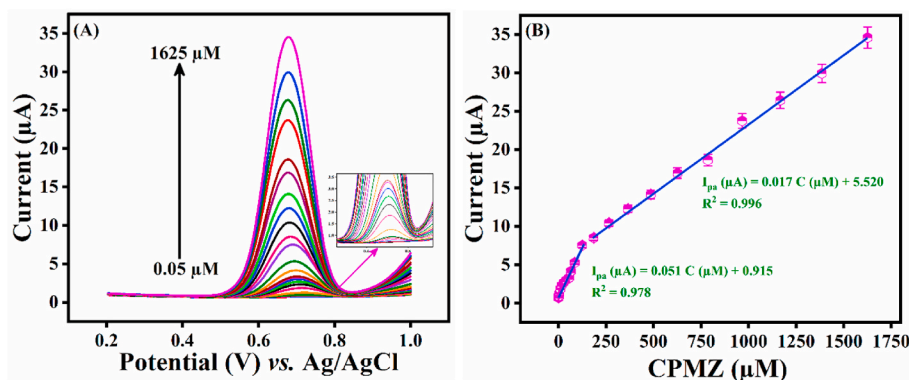 (A)
1625 µM
0.05 µM
Current (µA)
35
30
25
20
15
10
5
0
0.2 0.4 0.6 0.8 1.0
Potential (V) vs. Ag/AgCl
(B)
Current (µA)
35
30
25
20
15
10
5
0
0 250 500 750 1000 1250 1500 1750
CPMZ (µM)
Ipa (µA) = 0.017 C (µM) + 5.520
R² = 0.996
Ipa (µA) = 0.051 C (µM) + 0.915
R² = 0.978